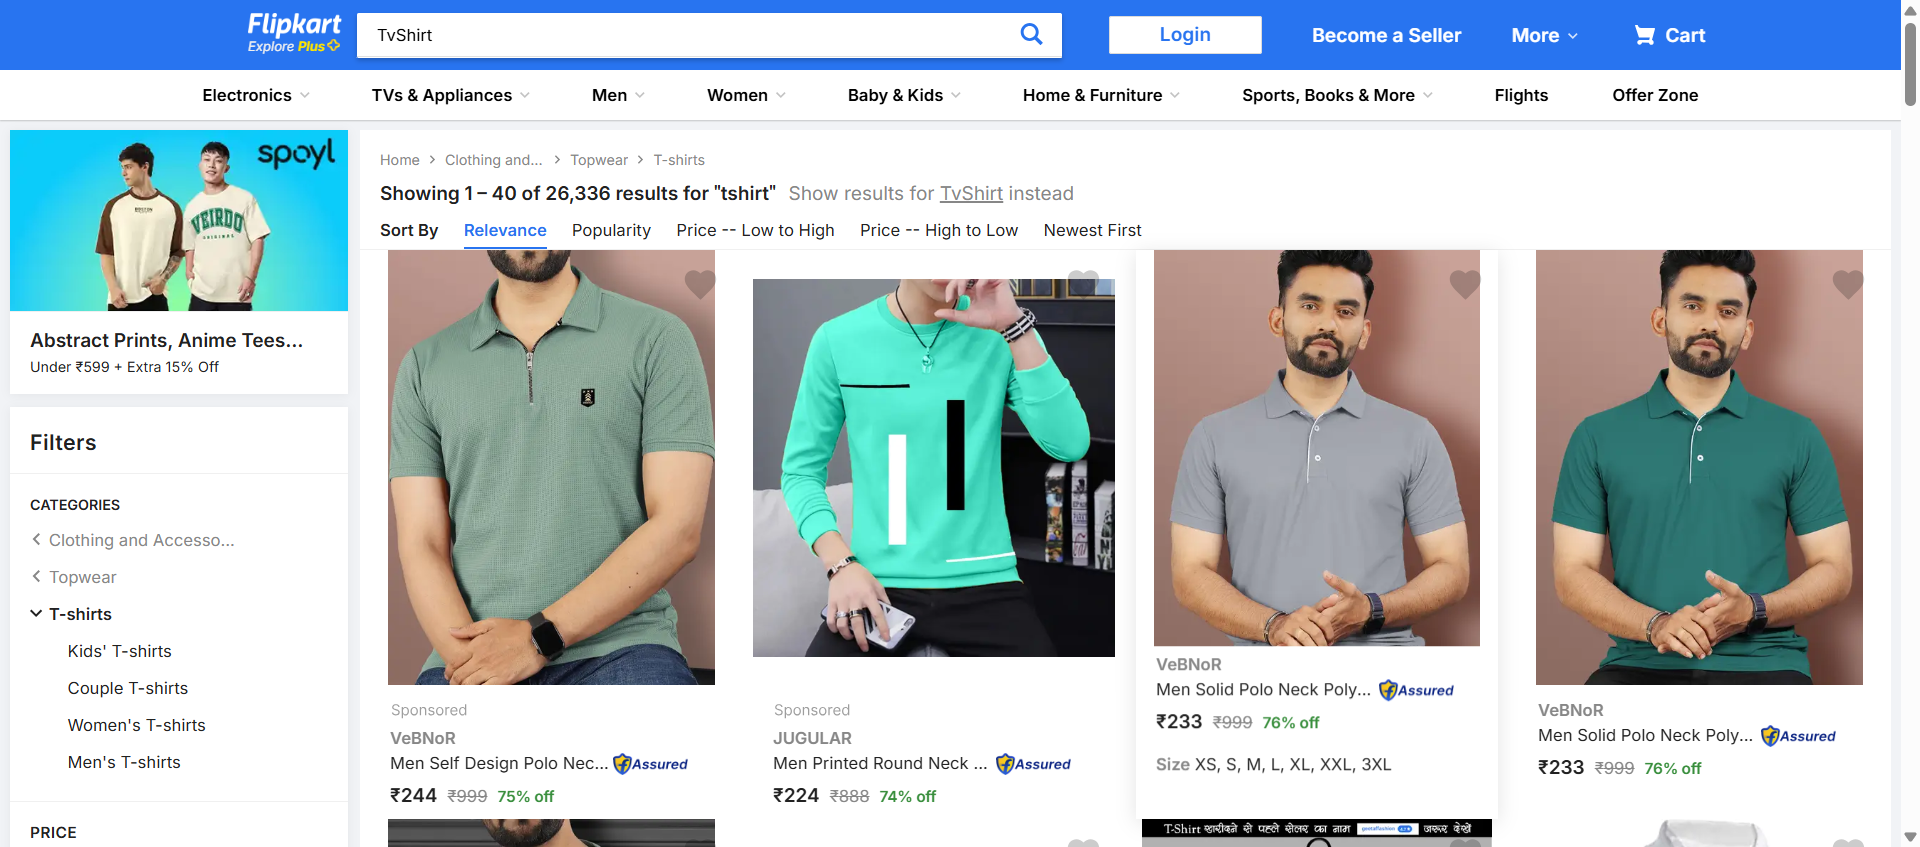 Flipkart
Explore Plus
TvShirt
Login
Become a Seller
More
Cart
Electronics
TVs & Appliances
Men
Women
Baby & Kids
Home & Furniture
Sports, Books & More
Flights
Offer Zone
spoyl
VEIRDO
ORIGINAL
Abstract Prints, Anime Tees...
Under ₹599 + Extra 15% Off
Filters
CATEGORIES
Clothing and Accesso...
Topwear
T-shirts
Kids' T-shirts
Couple T-shirts
Women's T-shirts
Men's T-shirts
PRICE
Home
Clothing and...
Topwear
T-shirts
Showing 1 – 40 of 26,336 results for "tshirt" Show results for TvShirt instead
Sort By
Relevance
Popularity
Price -- Low to High
Price -- High to Low
Newest First
Sponsored
VeBNoR
Men Self Design Polo Nec... Assured
₹244 ₹999 75% off
Sponsored
JUGULAR
Men Printed Round Neck ... Assured
₹224 ₹888 74% off
VeBNoR
Men Solid Polo Neck Poly... Assured
₹233 ₹999 76% off
Size XS, S, M, L, XL, XXL, 3XL
VeBNoR
Men Solid Polo Neck Poly... Assured
₹233 ₹999 76% off
T-Shirt खरीदने से पहले सेलर का नाम जरूर देखें